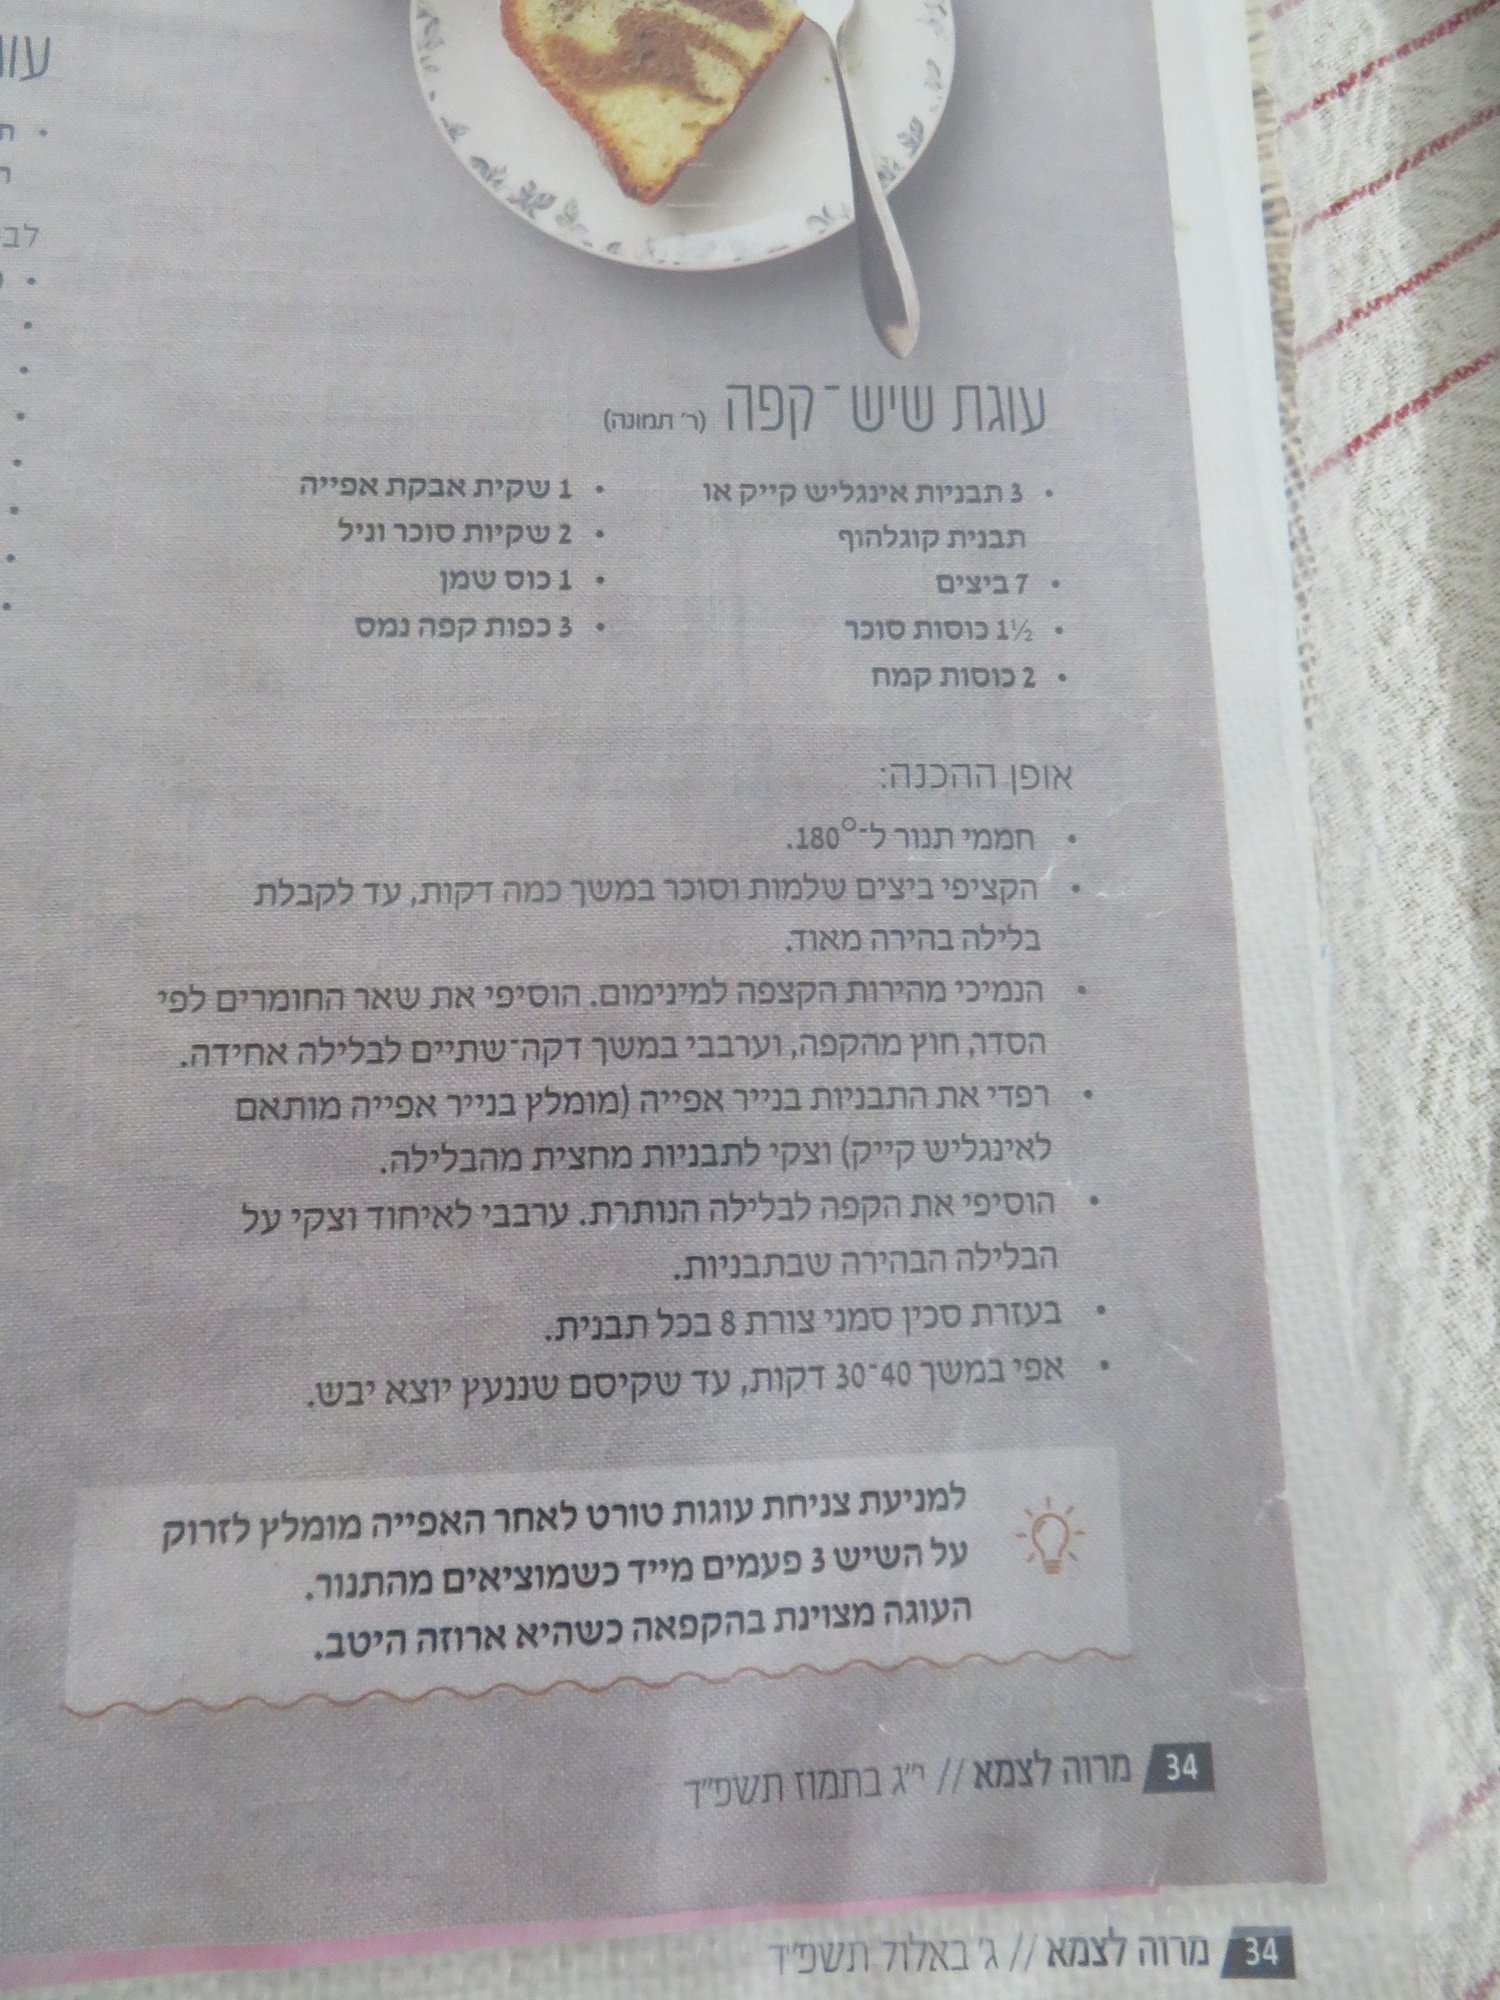 עוגת שיש־קפה (ר' תמונה)
• 3 תבניות אינגליש קייק או
תבנית קוגלהוף
• 7 ביצים
• 1½ כוסות סוכר
• 2 כוסות קמח
• 1 שקית אבקת אפייה
• 2 שקיות סוכר וניל
• 1 כוס שמן
• 3 כפות קפה נמס
אופן ההכנה:
• חממי תנור ל־180°.
• הקציפי ביצים שלמות וסוכר במשך כמה דקות, עד לקבלת
בלילה בהירה מאוד.
• הנמיכי מהירות הקצפה למינימום. הוסיפי את שאר החומרים לפי
הסדר, חוץ מהקפה, וערבבי במשך דקה־שתיים לבלילה אחידה.
• רפדי את התבניות בנייר אפייה (מומלץ בנייר אפייה מותאם
לאינגליש קייק) וצקי לתבניות מחצית מהבלילה.
• הוסיפי את הקפה לבלילה הנותרת. ערבבי לאיחוד וצקי על
הבלילה הבהירה שבתבניות.
• בעזרת סכין סמני צורת 8 בכל תבנית.
• אפי במשך 30־40 דקות, עד שקיסם שננעץ יוצא יבש.
למניעת צניחת עוגות טורט לאחר האפייה מומלץ לזרוק
על השיש 3 פעמים מייד כשמוציאים מהתנור.
העוגה מצוינת בהקפאה כשהיא ארוזה היטב.
34 מרוה לצמא // י"ג בתמוז תשפ"ד
34 מרוה לצמא // ג' באלול תשפ"ד